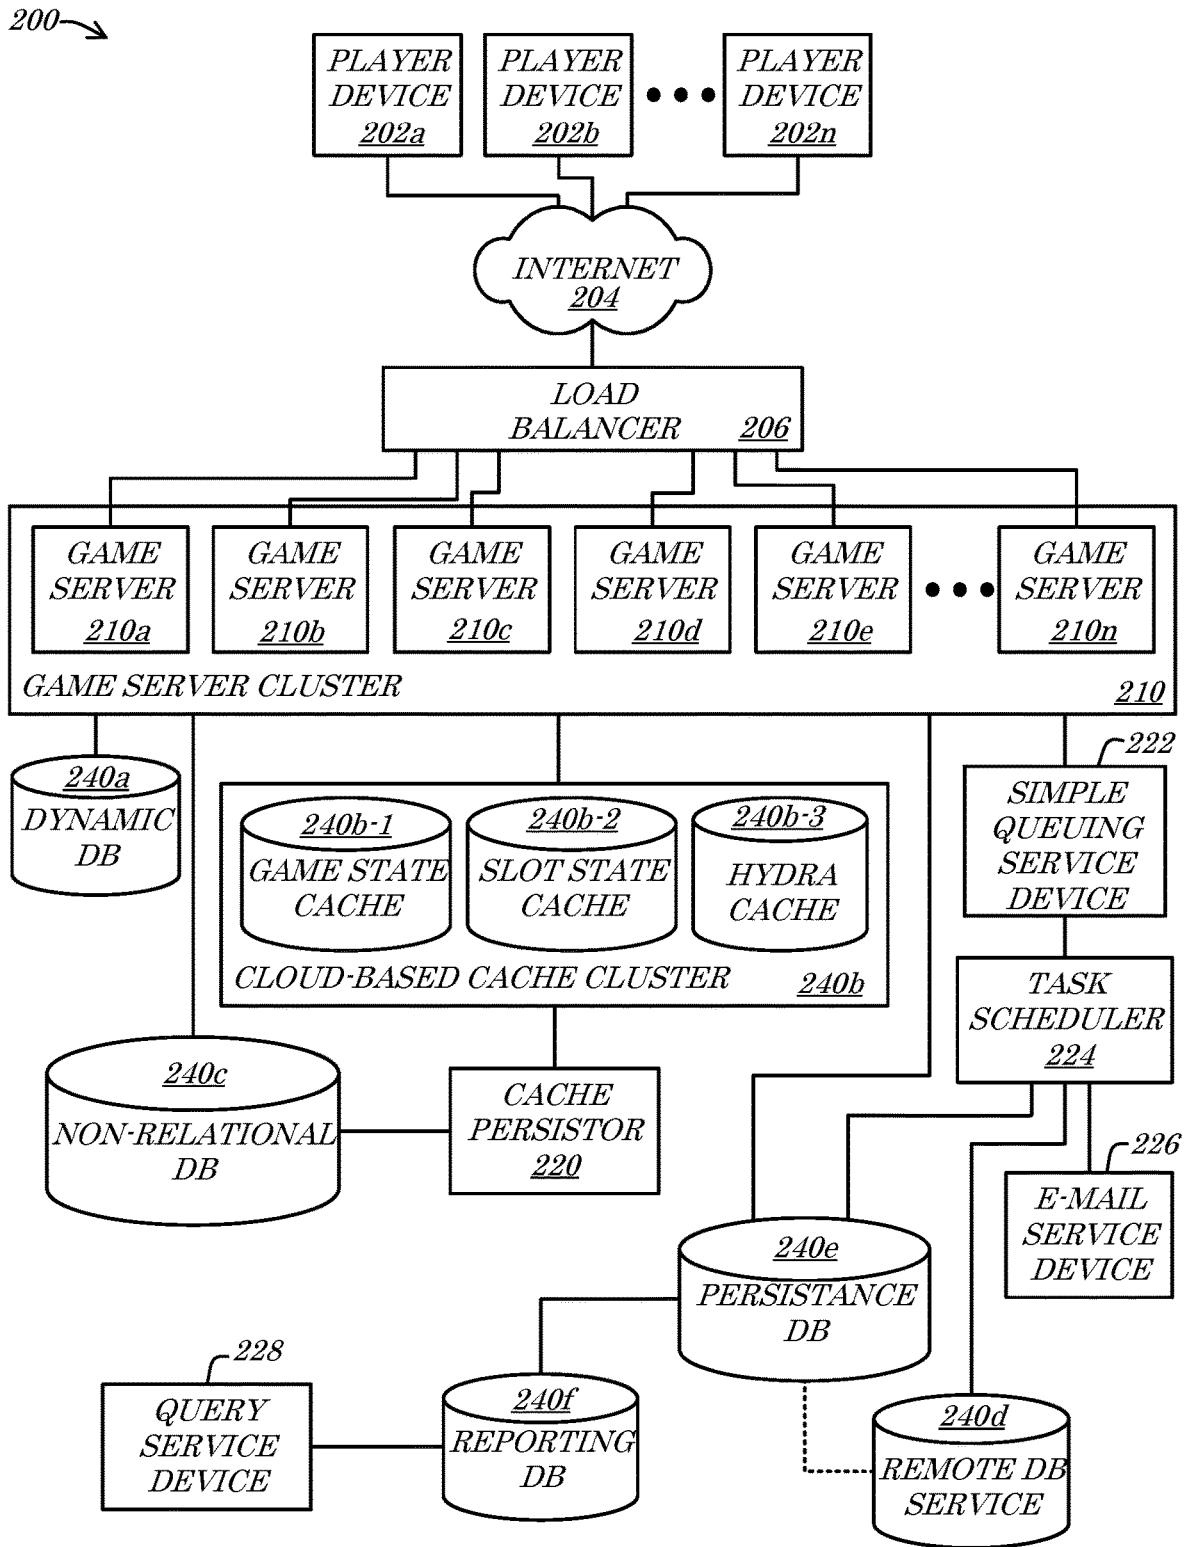 200
PLAYER
DEVICE
202a
PLAYER
DEVICE
202b
PLAYER
DEVICE
202n
INTERNET
204
LOAD
BALANCER
206
GAME
SERVER
210a
GAME
SERVER
210b
GAME
SERVER
210c
GAME
SERVER
210d
GAME
SERVER
210e
GAME
SERVER
210n
GAME SERVER CLUSTER
210
240a
DYNAMIC
DB
240b-1
GAME STATE
CACHE
240b-2
SLOT STATE
CACHE
240b-3
HYDRA
CACHE
CLOUD-BASED CACHE CLUSTER
240b
222
SIMPLE
QUEUING
SERVICE
DEVICE
TASK
SCHEDULER
224
240c
NON-RELATIONAL
DB
CACHE
PERSISTOR
220
226
E-MAIL
SERVICE
DEVICE
240e
PERSISTANCE
DB
228
QUERY
SERVICE
DEVICE
240f
REPORTING
DB
240d
REMOTE DB
SERVICE